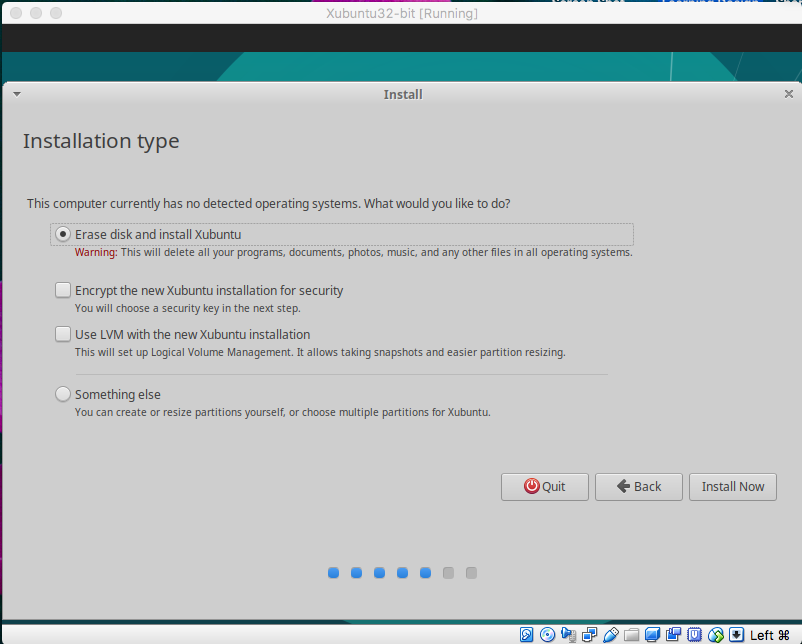 Xubuntu32-bit [Running]
Install
Installation type
This computer currently has no detected operating systems. What would you like to do?
Erase disk and install Xubuntu
Warning: This will delete all your programs, documents, photos, music, and any other files in all operating systems.
Encrypt the new Xubuntu installation for security
You will choose a security key in the next step.
Use LVM with the new Xubuntu installation
This will set up Logical Volume Management. It allows taking snapshots and easier partition resizing.
Something else
You can create or resize partitions yourself, or choose multiple partitions for Xubuntu.
Quit
Back
Install Now
Left ⌘